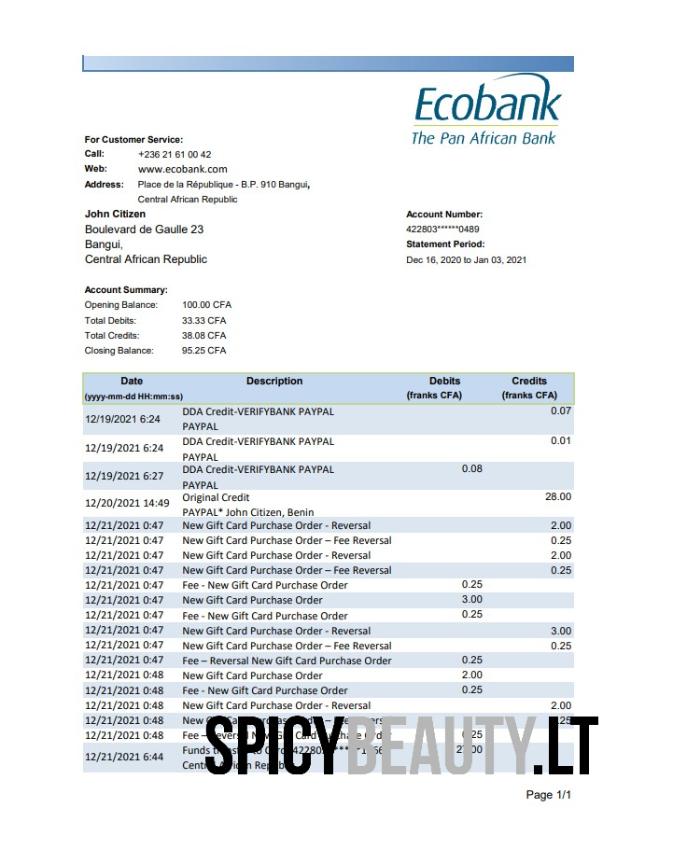 Ecobank
The Pan African Bank
For Customer Service:
Call: +236 21 61 00 42
Web: www.ecobank.com
Address: Place de la République - B.P. 910 Bangui,
Central African Republic
John Citizen
Boulevard de Gaulle 23
Bangui,
Central African Republic
Account Number:
422803******0489
Statement Period:
Dec 16, 2020 to Jan 03, 2021
Account Summary:
Opening Balance: 100.00 CFA
Total Debits: 33.33 CFA
Total Credits: 38.08 CFA
Closing Balance: 95.25 CFA
Date Description Debits Credits
(yyyy-mm-dd HH:mm:ss) (franks CFA) (franks CFA)
12/19/2021 6:24 DDA Credit-VERIFYBANK PAYPAL 0.07
PAYPAL
12/19/2021 6:24 DDA Credit-VERIFYBANK PAYPAL 0.01
PAYPAL
12/19/2021 6:27 DDA Credit-VERIFYBANK PAYPAL 0.08
PAYPAL
12/20/2021 14:49 Original Credit 28.00
PAYPAL* John Citizen, Benin
12/21/2021 0:47 New Gift Card Purchase Order - Reversal 2.00
12/21/2021 0:47 New Gift Card Purchase Order – Fee Reversal 0.25
12/21/2021 0:47 New Gift Card Purchase Order - Reversal 2.00
12/21/2021 0:47 New Gift Card Purchase Order – Fee Reversal 0.25
12/21/2021 0:47 Fee - New Gift Card Purchase Order 0.25
12/21/2021 0:47 New Gift Card Purchase Order 3.00
12/21/2021 0:47 Fee - New Gift Card Purchase Order 0.25
12/21/2021 0:47 New Gift Card Purchase Order - Reversal 3.00
12/21/2021 0:47 New Gift Card Purchase Order – Fee Reversal 0.25
12/21/2021 0:47 Fee – Reversal New Gift Card Purchase Order 0.25
12/21/2021 0:48 New Gift Card Purchase Order 2.00
12/21/2021 0:48 Fee - New Gift Card Purchase Order 0.25
12/21/2021 0:48 New Gift Card Purchase Order - Reversal 2.00
12/21/2021 0:48
12/21/2021 0:48 Fee –
12/21/2021 6:44 Funds
SPICYBEAUTY.LT
Page 1/1